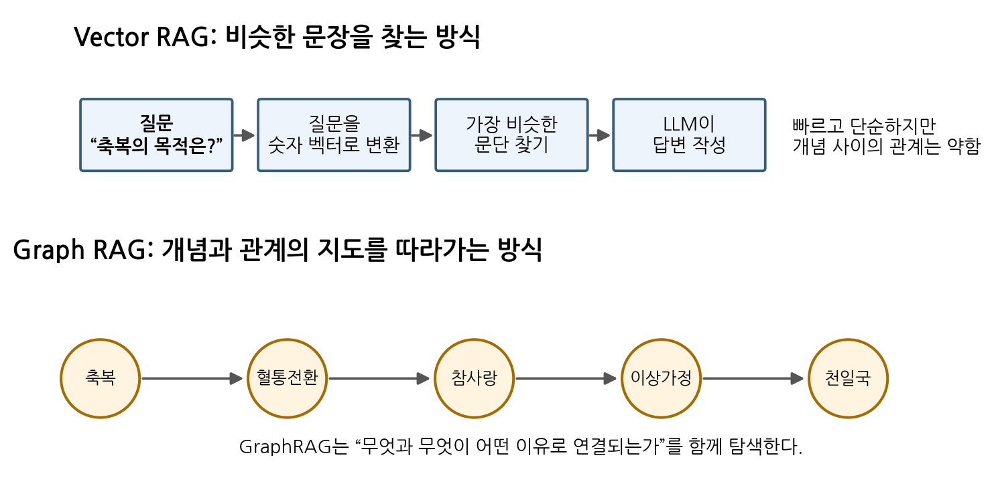 Vector RAG: 비슷한 문장을 찾는 방식
질문
“축복의 목적은?”
질문을
숫자 벡터로 변환
가장 비슷한
문단 찾기
LLM이
답변 작성
빠르고 단순하지만
개념 사이의 관계는 약함
Graph RAG: 개념과 관계의 지도를 따라가는 방식
축복
혈통전환
참사랑
이상가정
천일국
GraphRAG는 “무엇과 무엇이 어떤 이유로 연결되는가”를 함께 탐색한다.